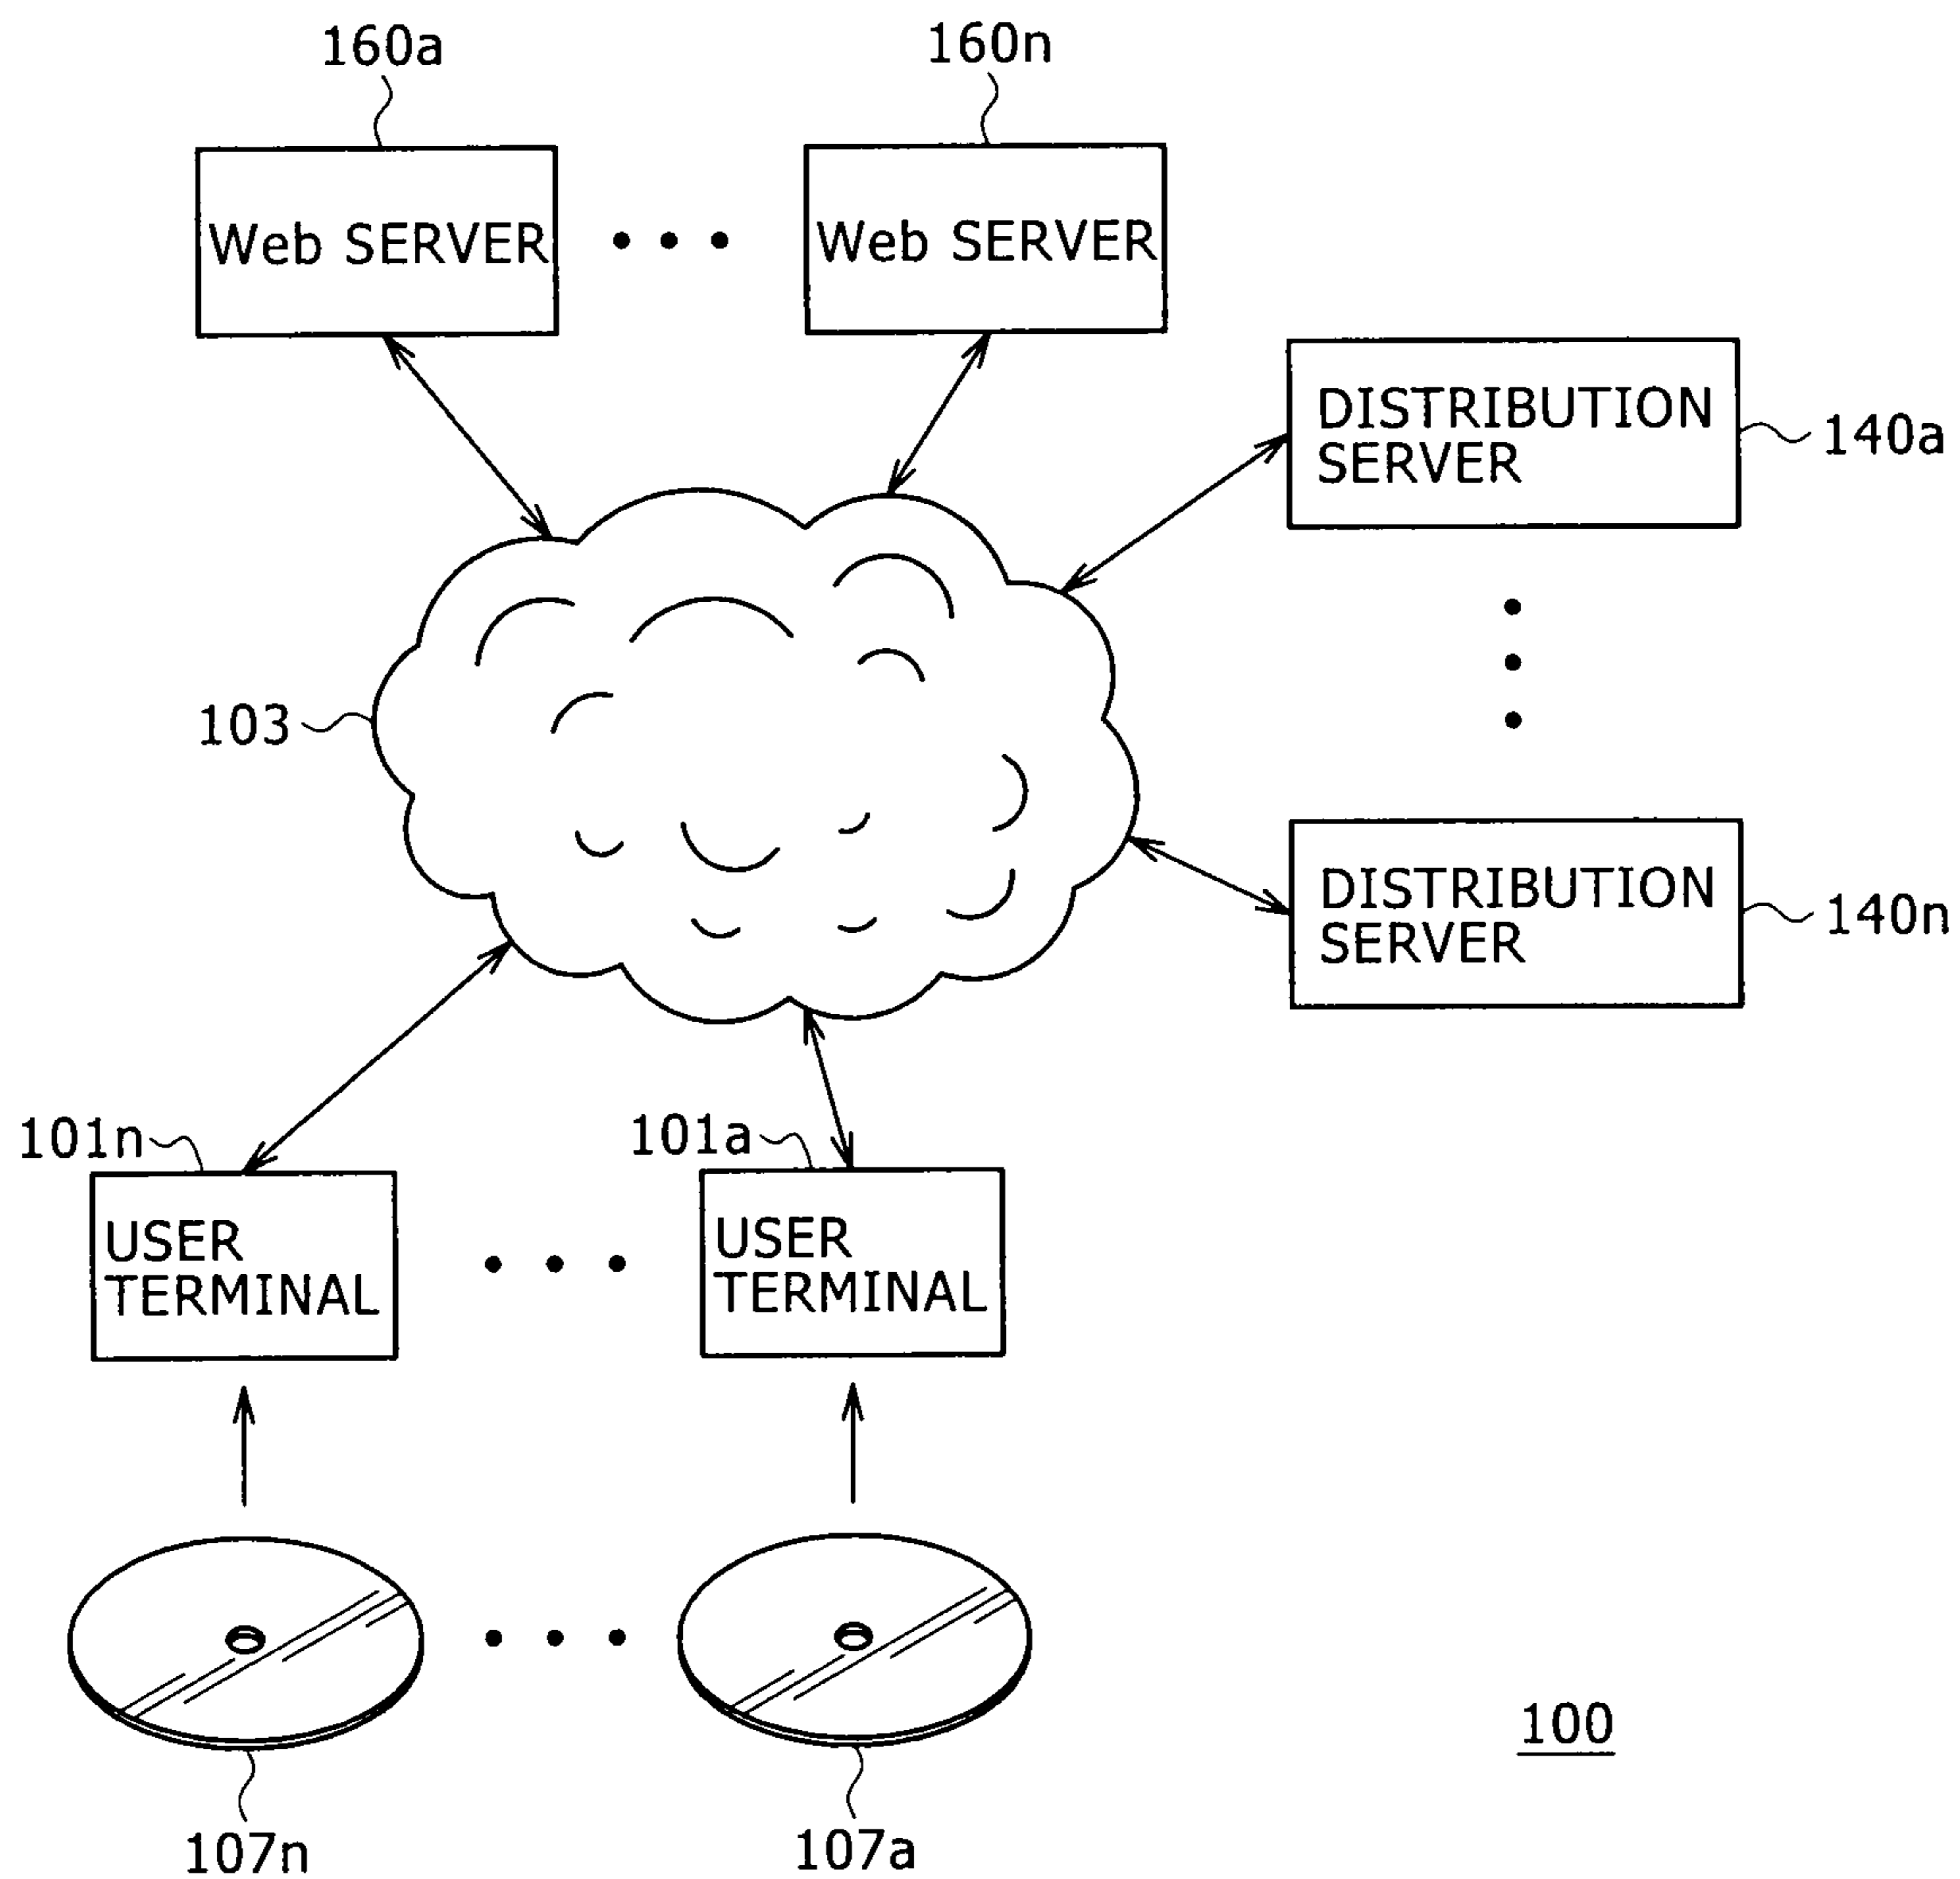 160a
160n
Web SERVER
Web SERVER
DISTRIBUTION
SERVER
140a
103
DISTRIBUTION
SERVER
140n
101n
101a
USER
TERMINAL
USER
TERMINAL
100
107n
107a